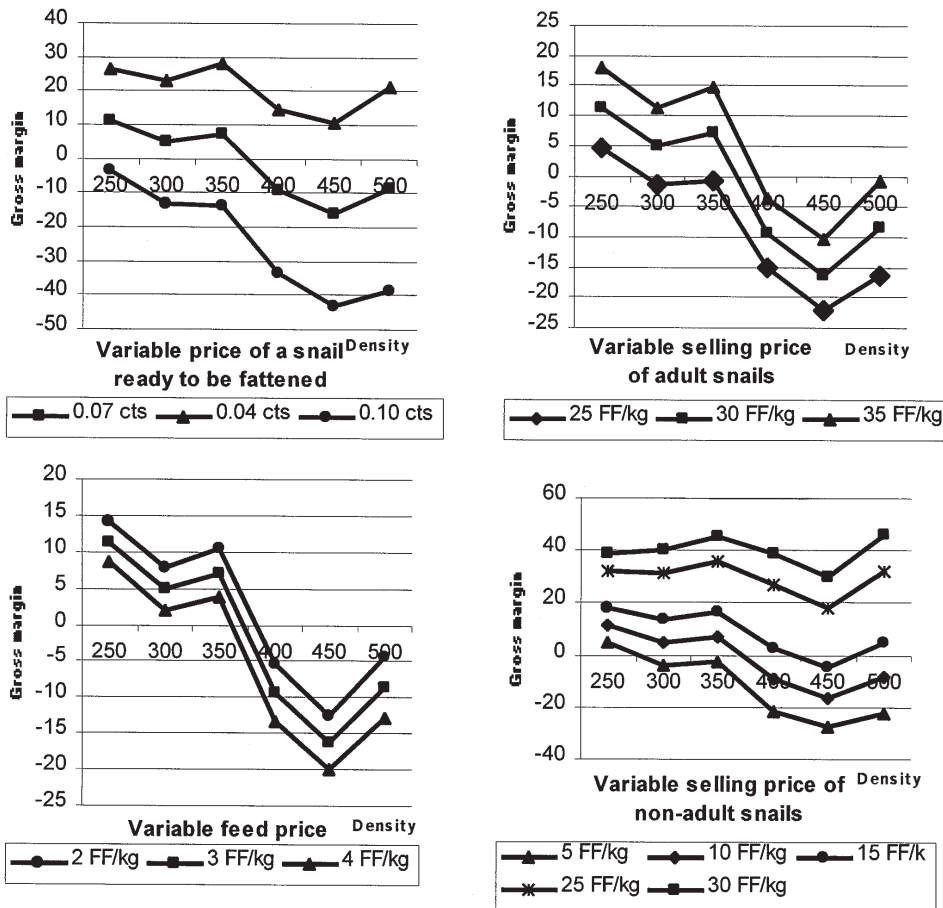 40
30
20
10
0
-10
-20
-30
-40
-50
Gross margin
250 300 350 400 450 500
Variable price of a snail Density
ready to be fattened
0.07 cts 0.04 cts 0.10 cts
25
20
15
10
5
0
-5
-10
-15
-20
-25
Gross margin
250 300 350 400 450 500
Variable selling price Density
of adult snails
25 FF/kg 30 FF/kg 35 FF/kg
20
15
10
5
0
-5
-10
-15
-20
-25
Gross margin
250 300 350 400 450 500
Variable feed price Density
2 FF/kg 3 FF/kg 4 FF/kg
60
40
20
0
-20
-40
Gross margin
250 300 350 400 450 500
Variable selling price of Density
non-adult snails
5 FF/kg 10 FF/kg 15 FF/k
25 FF/kg 30 FF/kg